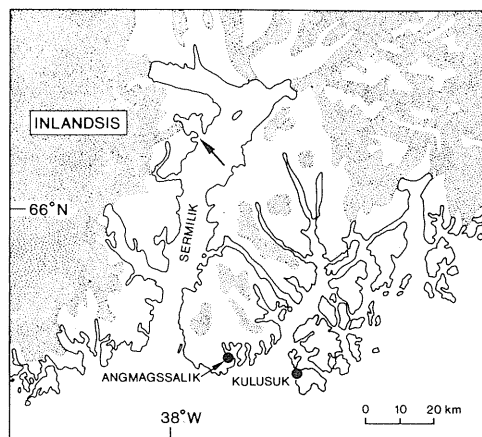 INLANDSIS
66°N
SERMILIK
ANGMAGSSALIK
KULUSUK
38°W
0 10 20 km